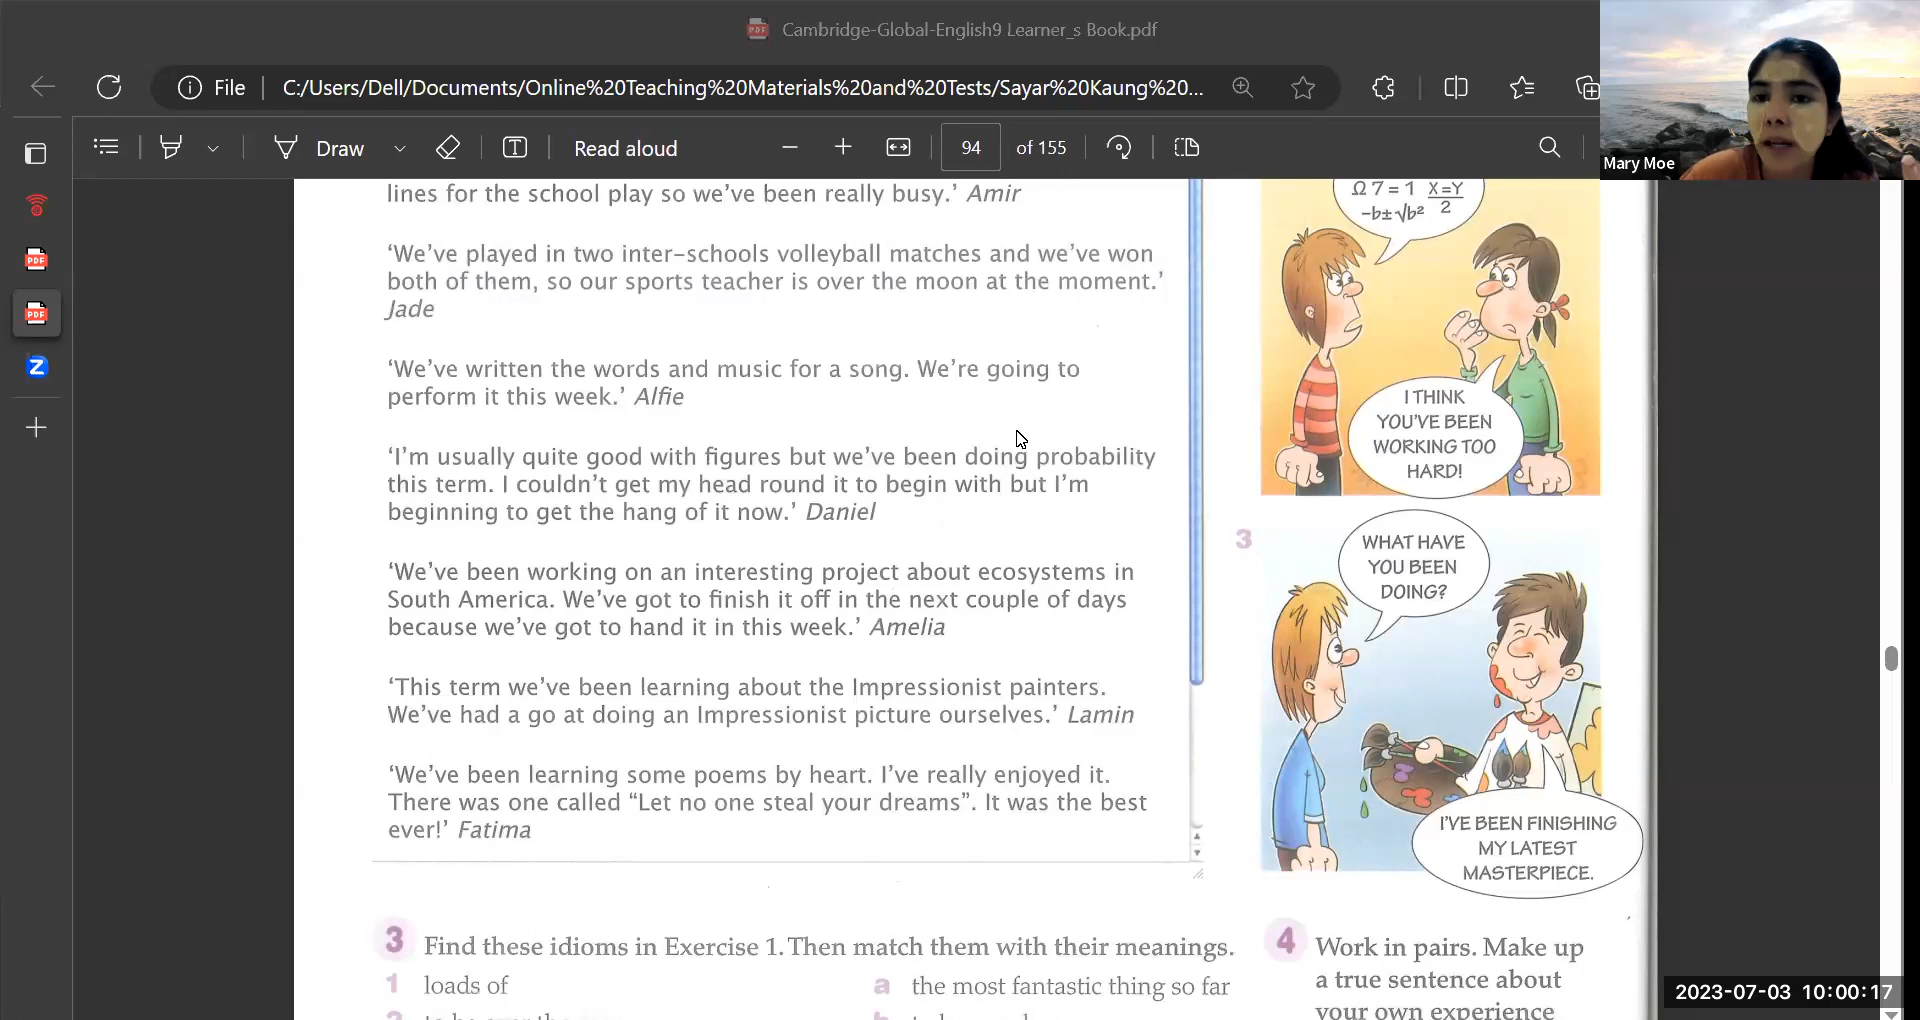 Cambridge-Global-English9 Learner_s Book.pdf
File
C:/Users/Dell/Documents/Online%20Teaching%20Materials%20and%20Tests/Sayar%20Kaung%20...
Draw
Read aloud
94
of 155
Mary Moe
lines for the school play so we've been really busy.' Amir
'We've played in two inter-schools volleyball matches and we've won
both of them, so our sports teacher is over the moon at the moment.'
Jade
'We've written the words and music for a song. We're going to
perform it this week.' Alfie
'I'm usually quite good with figures but we've been doing probability
this term. I couldn't get my head round it to begin with but I'm
beginning to get the hang of it now.' Daniel
'We've been working on an interesting project about ecosystems in
South America. We've got to finish it off in the next couple of days
because we've got to hand it in this week.' Amelia
'This term we've been learning about the Impressionist painters.
We've had a go at doing an Impressionist picture ourselves.' Lamin
'We've been learning some poems by heart. I've really enjoyed it.
There was one called "Let no one steal your dreams". It was the best
ever!' Fatima
Ω 7 = 1 X=Y
2
-b± √b²
I THINK
YOU'VE BEEN
WORKING TOO
HARD!
3
WHAT HAVE
YOU BEEN
DOING?
I'VE BEEN FINISHING
MY LATEST
MASTERPIECE.
3 Find these idioms in Exercise 1. Then match them with their meanings.
1 loads of
a the most fantastic thing so far
4 Work in pairs. Make up
a true sentence about
your own experience
2023-07-03 10:00:17